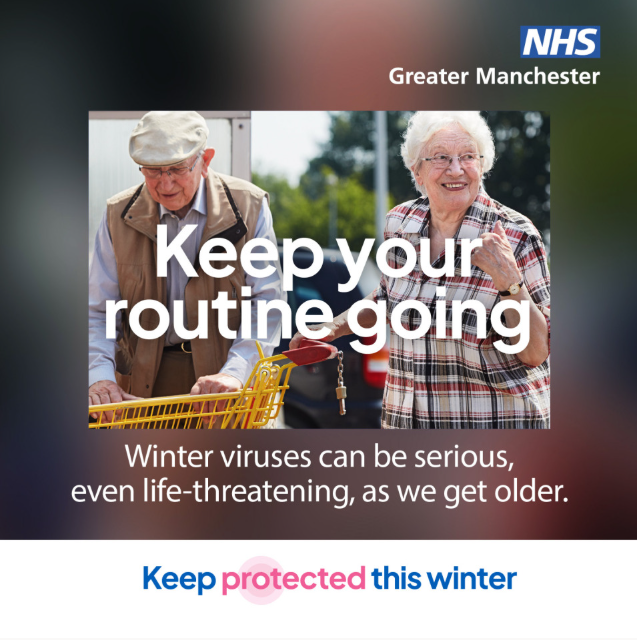 NHS
Greater Manchester
Keep your
routine going
Winter viruses can be serious,
even life-threatening, as we get older.
Keep protected this winter